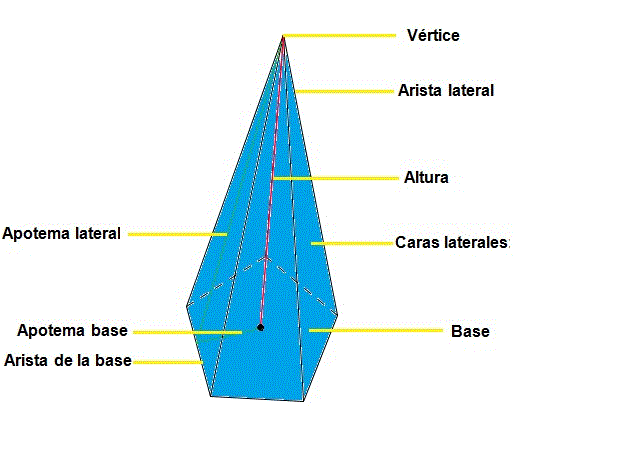 Vértice
Arista lateral
Altura
Apotema lateral
Caras laterales:
Apotema base
Base
Arista de la base